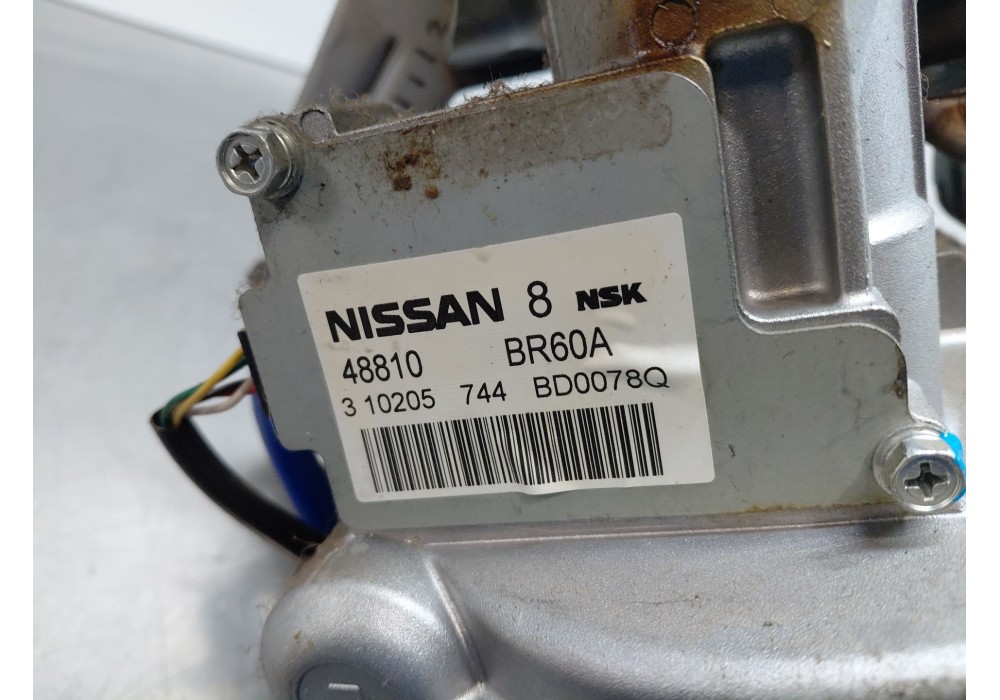 NISSAN 8 NSK
48810 BR60A
3 10205 744 BD0078Q